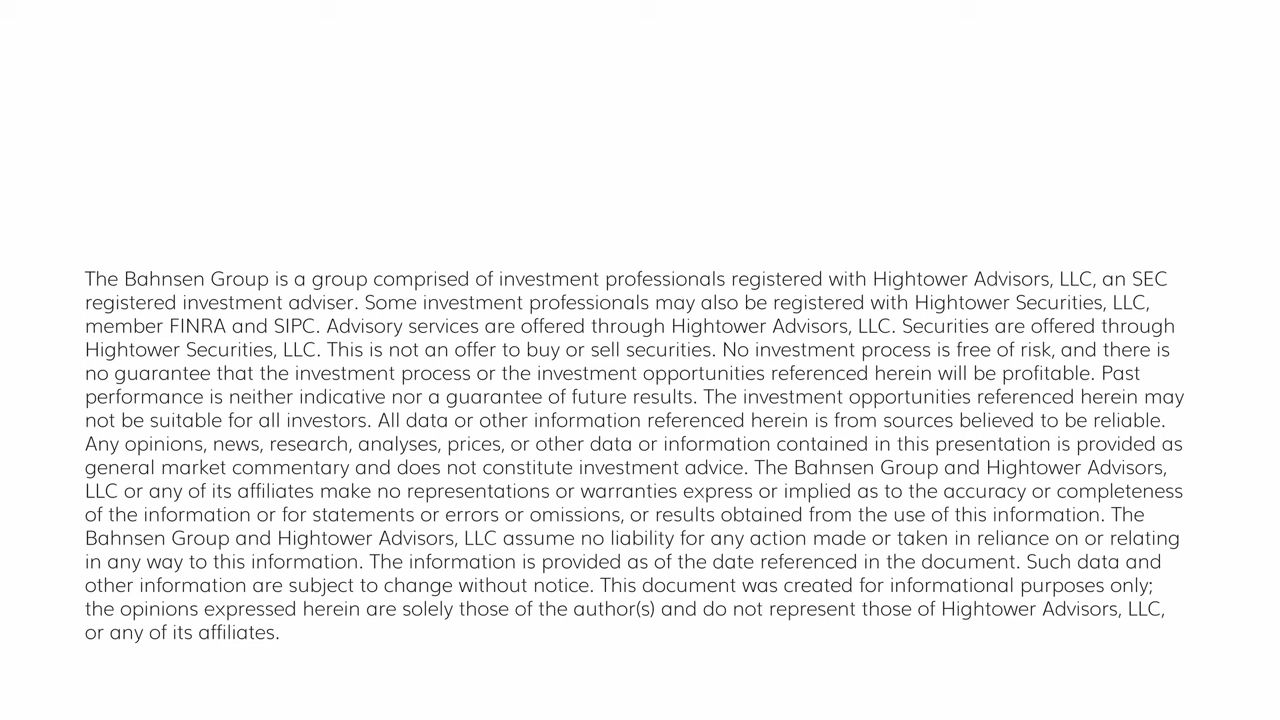 The Bahnsen Group is a group comprised of investment professionals registered with Hightower Advisors, LLC, an SEC
registered investment adviser. Some investment professionals may also be registered with Hightower Securities, LLC,
member FINRA and SIPC. Advisory services are offered through Hightower Advisors, LLC. Securities are offered through
Hightower Securities, LLC. This is not an offer to buy or sell securities. No investment process is free of risk, and there is
no guarantee that the investment process or the investment opportunities referenced herein will be profitable. Past
performance is neither indicative nor a guarantee of future results. The investment opportunities referenced herein may
not be suitable for all investors. All data or other information referenced herein is from sources believed to be reliable.
Any opinions, news, research, analyses, prices, or other data or information contained in this presentation is provided as
general market commentary and does not constitute investment advice. The Bahnsen Group and Hightower Advisors,
LLC or any of its affiliates make no representations or warranties express or implied as to the accuracy or completeness
of the information or for statements or errors or omissions, or results obtained from the use of this information. The
Bahnsen Group and Hightower Advisors, LLC assume no liability for any action made or taken in reliance on or relating
in any way to this information. The information is provided as of the date referenced in the document. Such data and
other information are subject to change without notice. This document was created for informational purposes only;
the opinions expressed herein are solely those of the author(s) and do not represent those of Hightower Advisors, LLC,
or any of its affiliates.